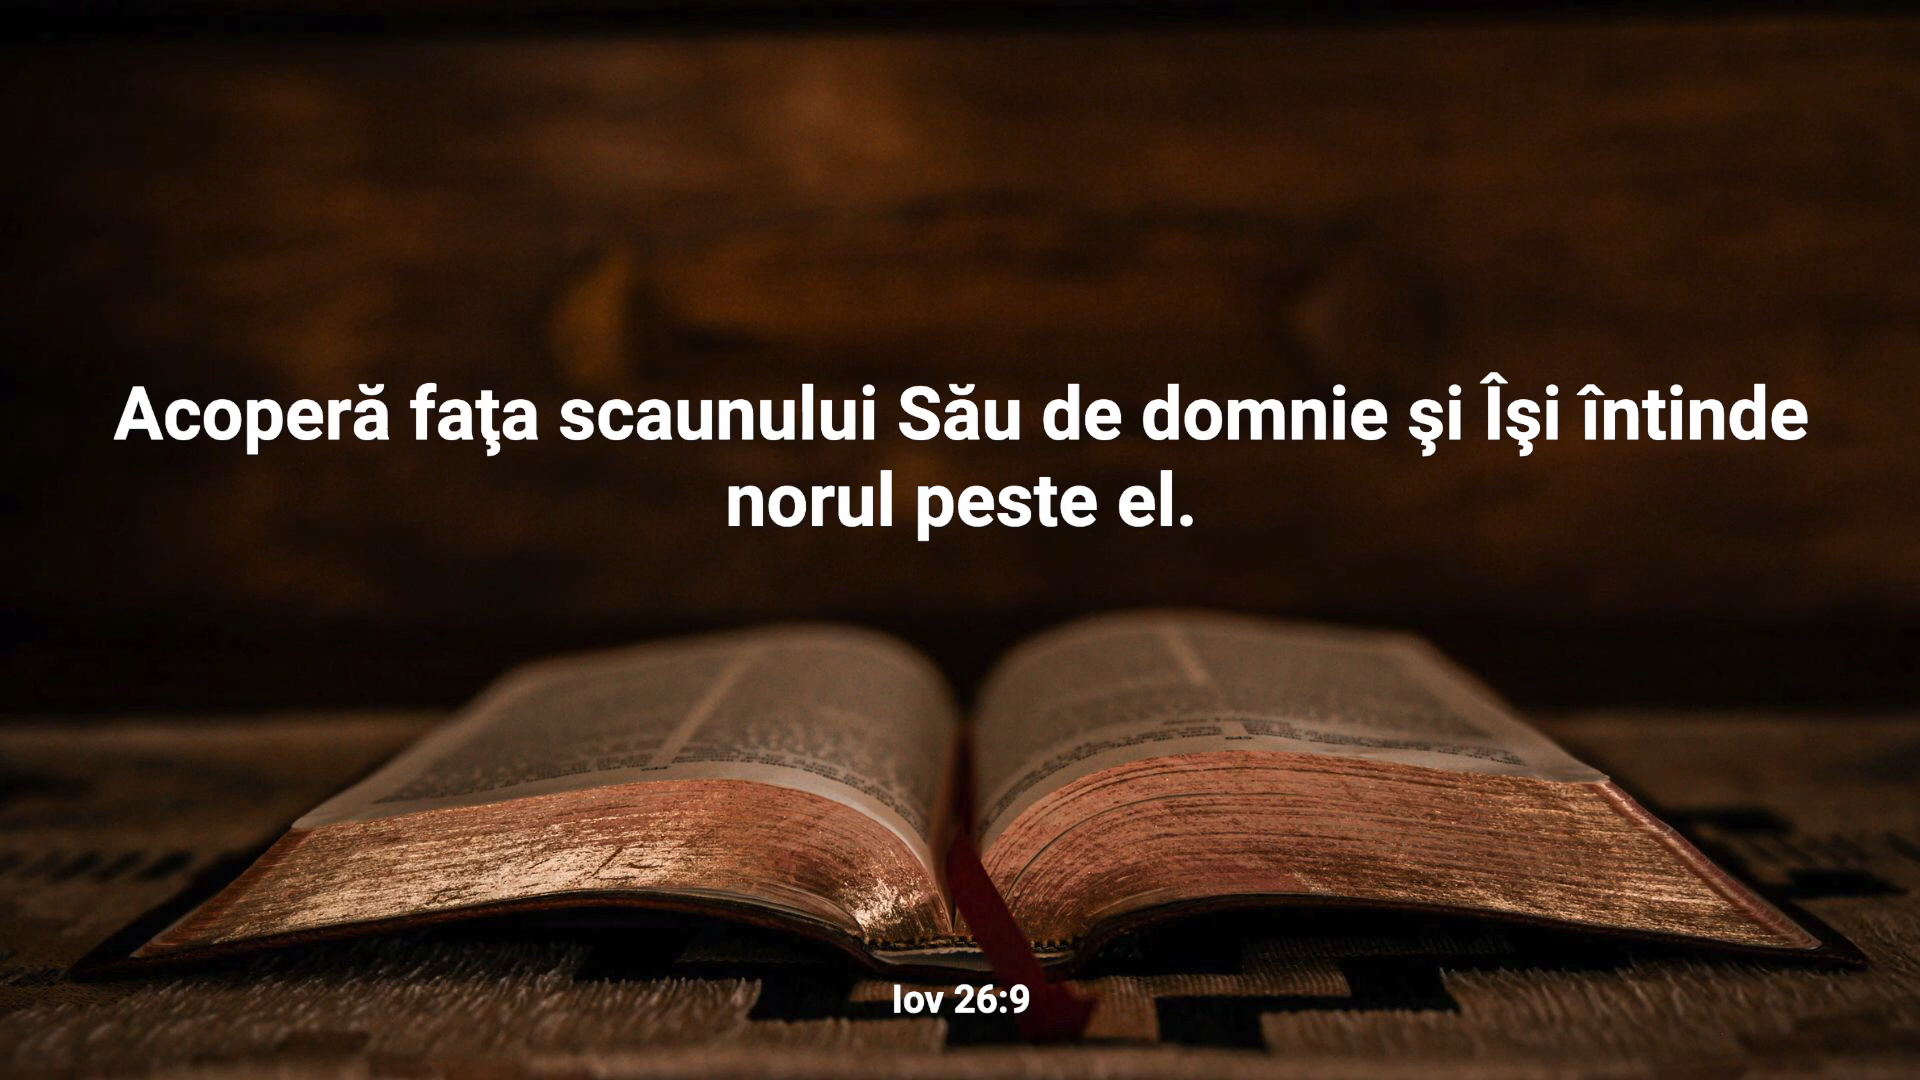 Acoperă faţa scaunului Său de domnie şi Îşi întinde
norul peste el.
Iov 26:9